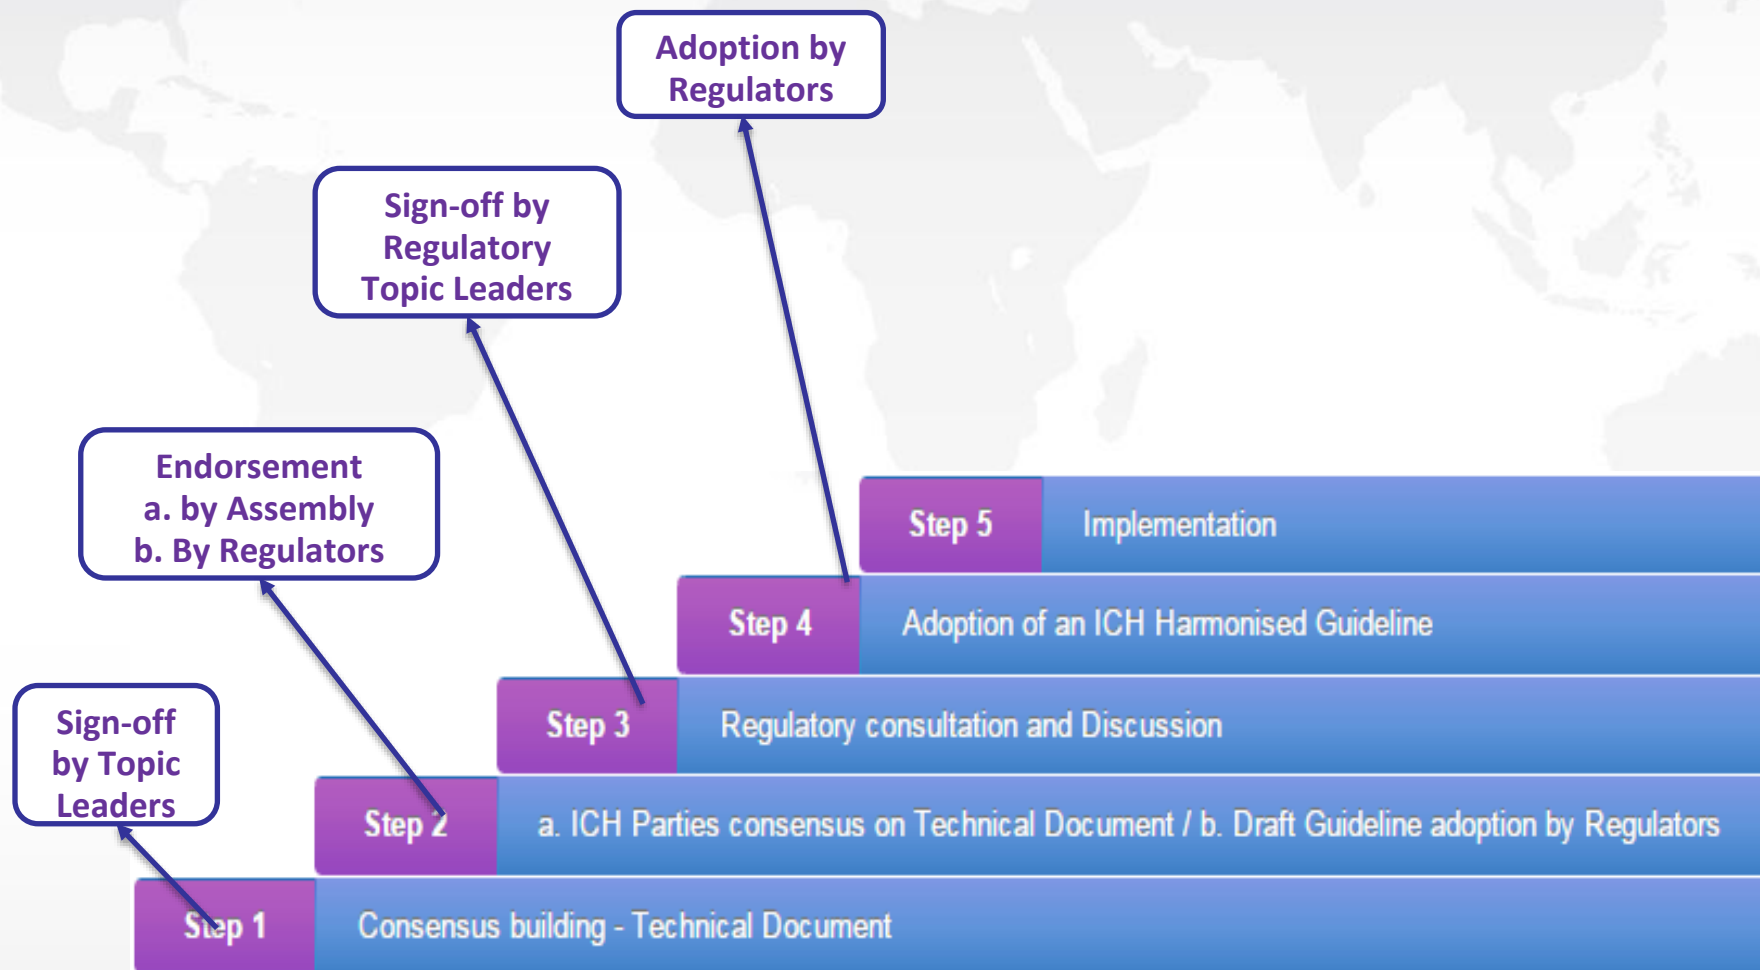 Adoption by
Regulators
Sign-off by
Regulatory
Topic Leaders
Endorsement
a. by Assembly
b. By Regulators
Sign-off
by Topic
Leaders
Step 5 Implementation
Step 4 Adoption of an ICH Harmonised Guideline
Step 3 Regulatory consultation and Discussion
Step 2 a. ICH Parties consensus on Technical Document / b. Draft Guideline adoption by Regulators
Step 1 Consensus building - Technical Document